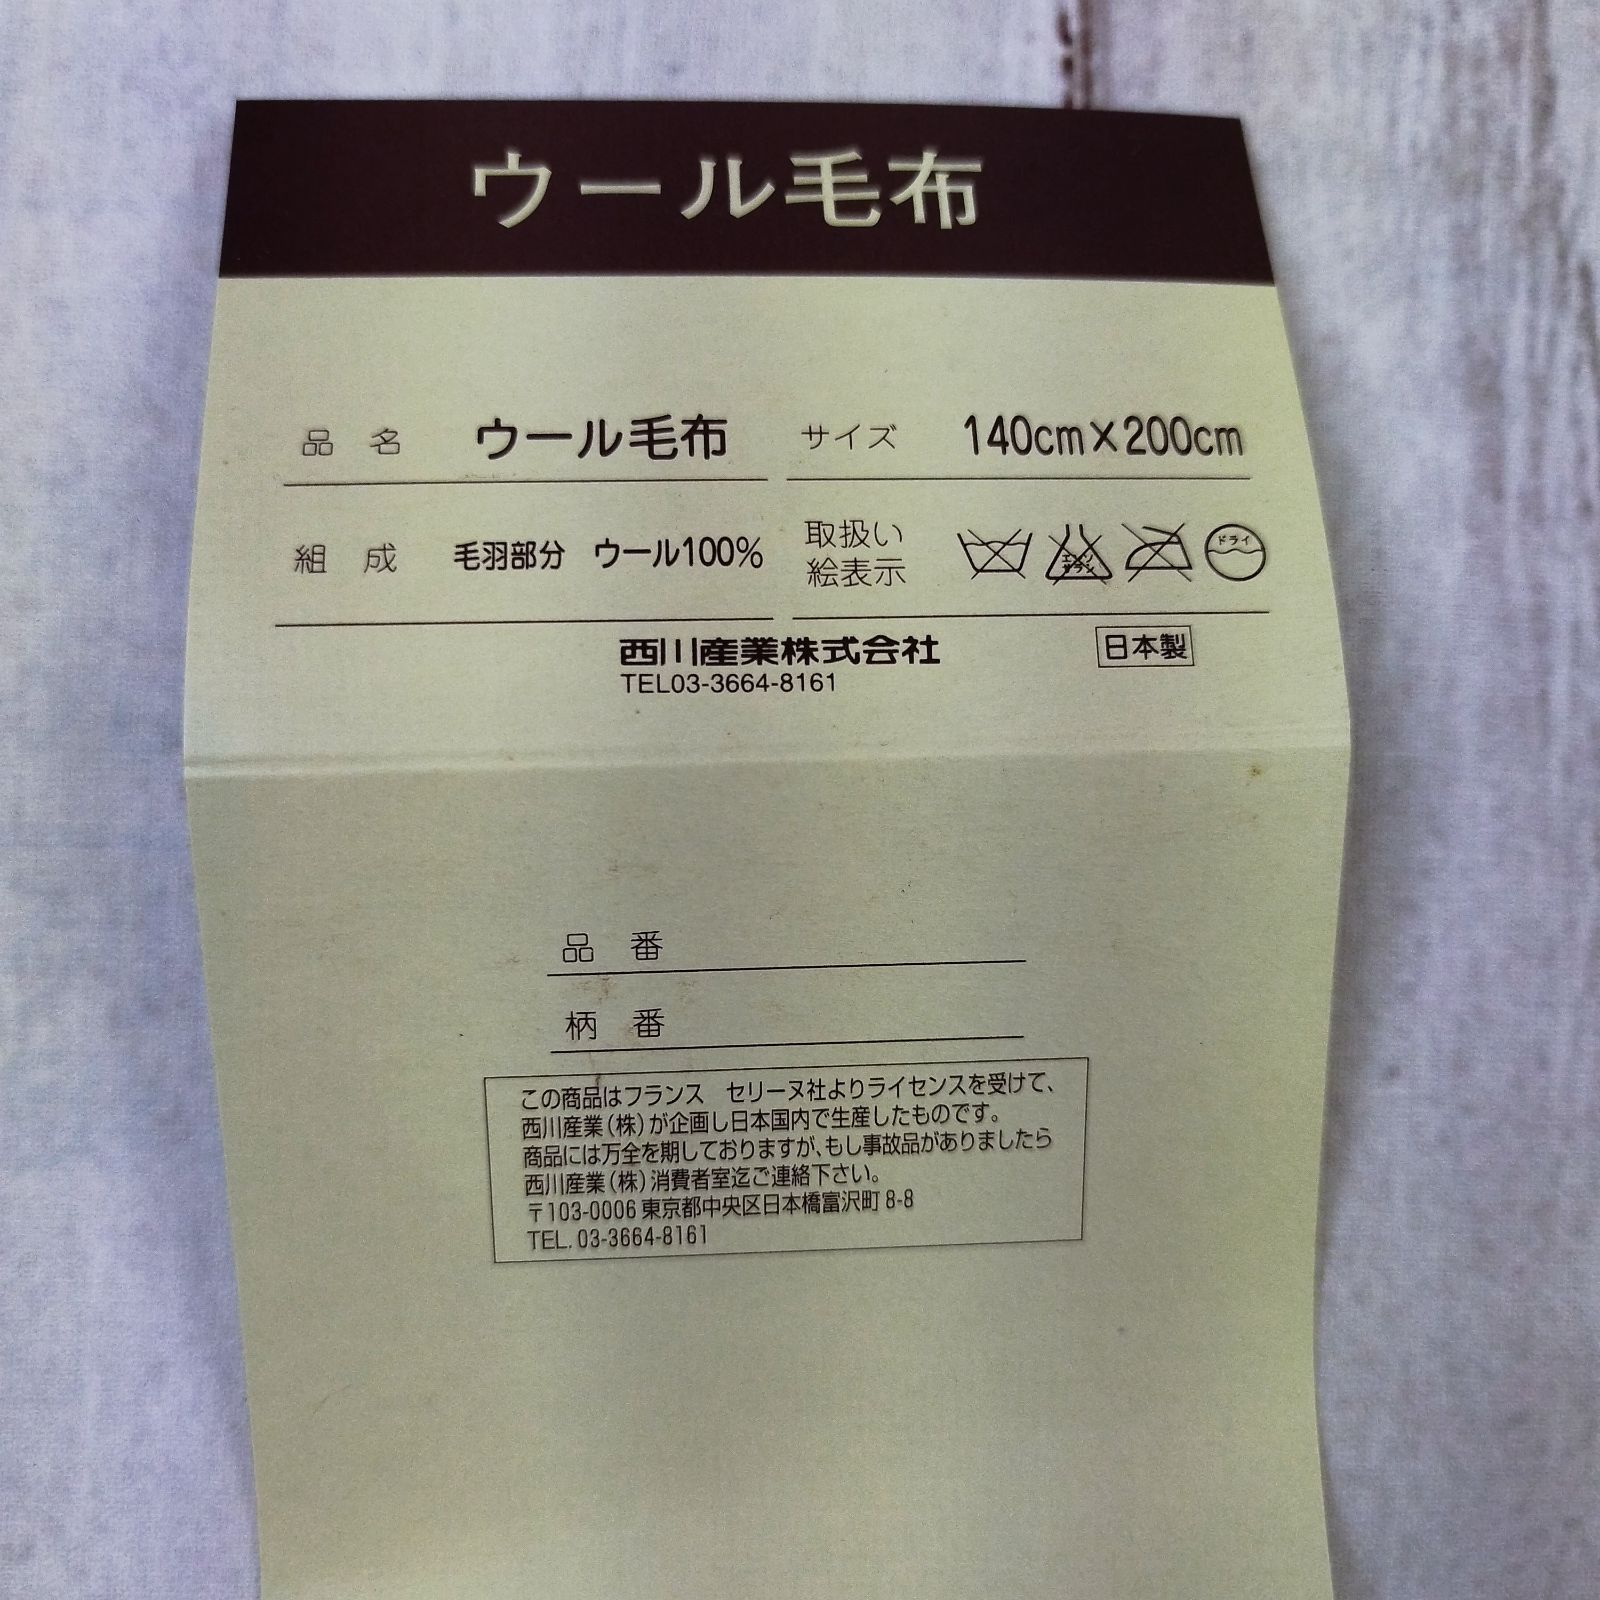 ウール毛布
品名 ウール毛布 サイズ 140cm×200cm
組成 毛羽部分 ウール100% 取扱い
絵表示
エンソ
サラシ
ドライ
西川産業株式会社 日本製
TEL03-3664-8161
品番
柄番
この商品はフランス セリーヌ社よりライセンスを受けて、
西川産業(株)が企画し日本国内で生産したものです。
商品には万全を期しておりますが、もし事故品がありましたら
西川産業(株)消費者室迄ご連絡下さい。
〒103-0006 東京都中央区日本橋富沢町 8-8
TEL. 03-3664-8161